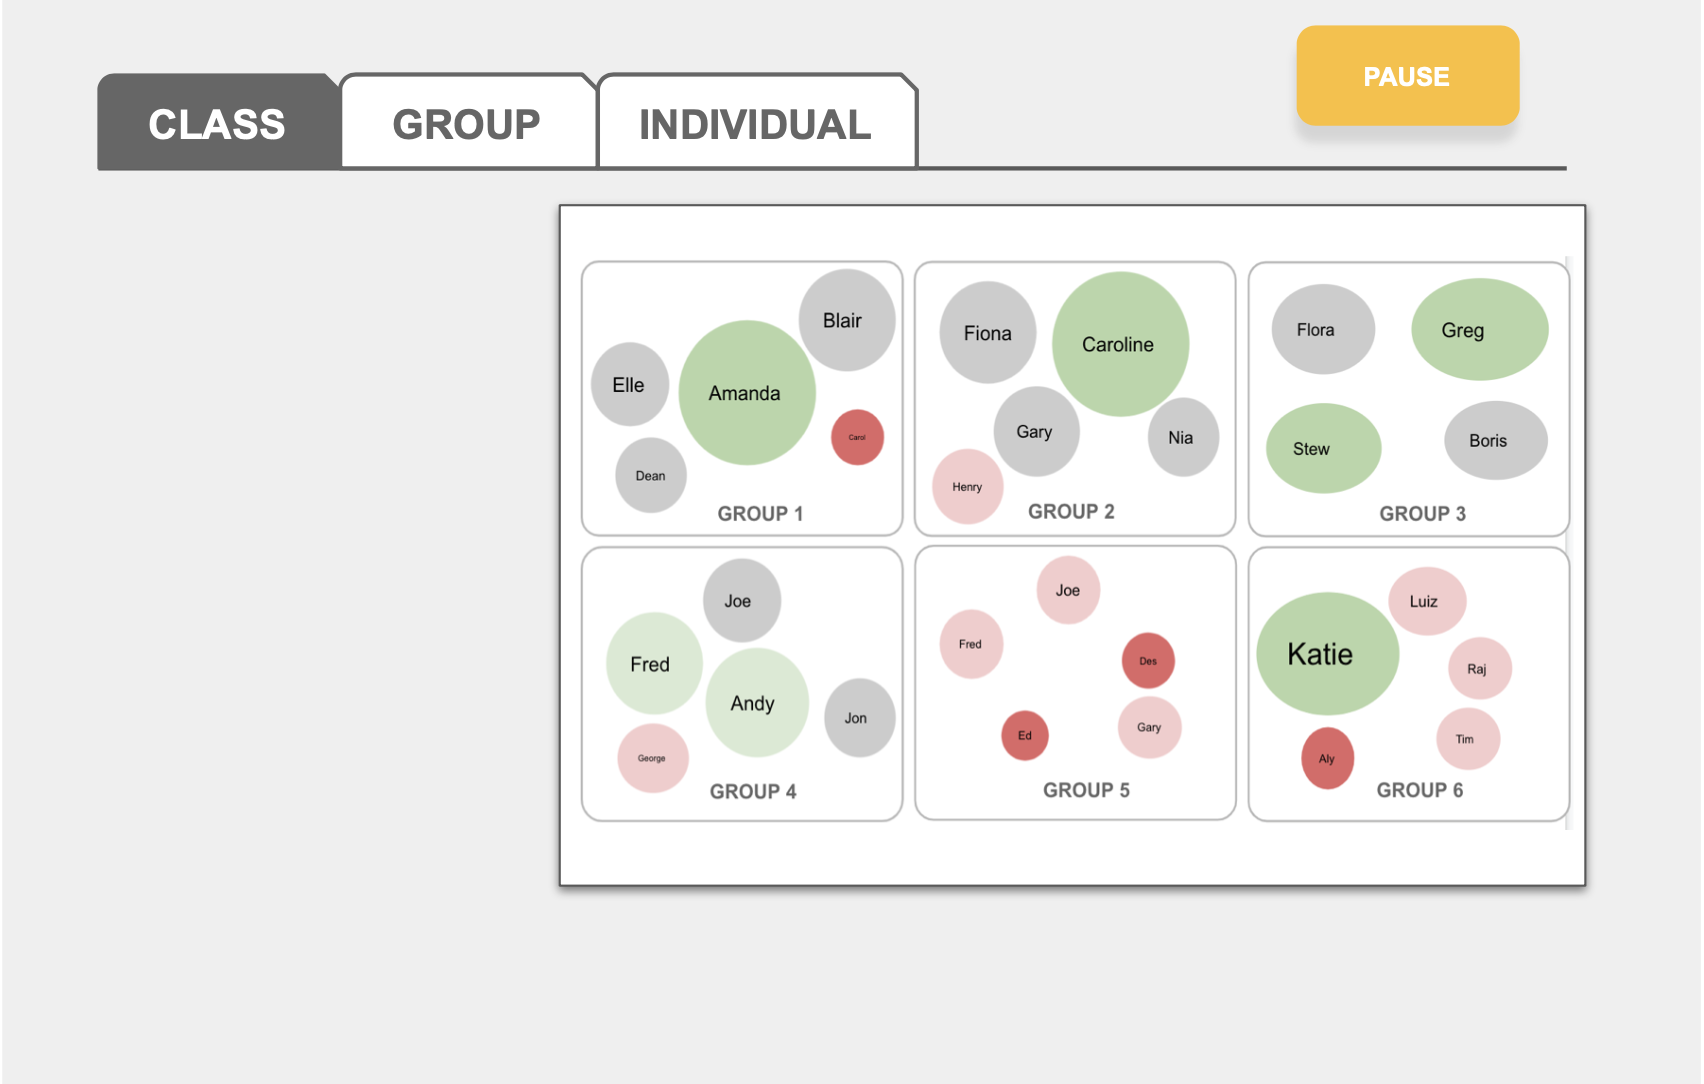 CLASS
GROUP
INDIVIDUAL
PAUSE
Blair
Elle
Amanda
Carol
Dean
GROUP 1
Fiona
Caroline
Gary
Nia
Henry
GROUP 2
Flora
Greg
Stew
Boris
GROUP 3
Joe
Fred
Andy
Jon
George
GROUP 4
Joe
Fred
Des
Gary
Ed
GROUP 5
Luiz
Katie
Raj
Tim
Aly
GROUP 6